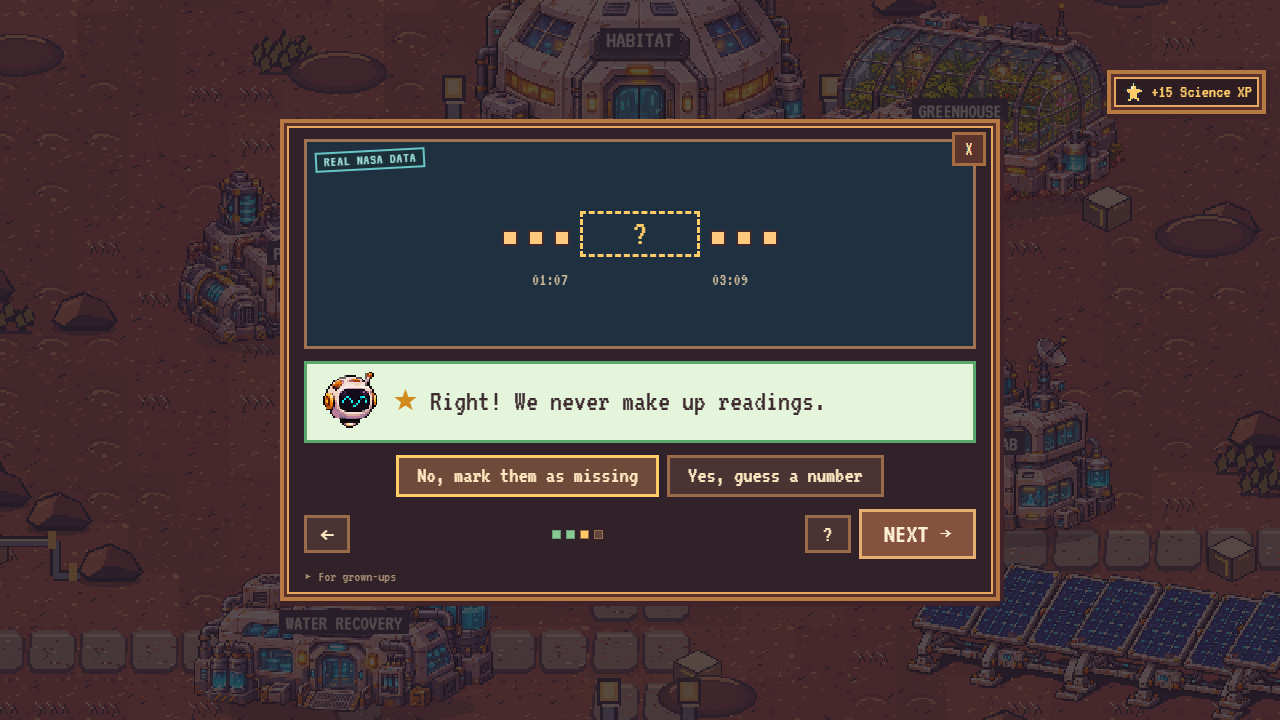 HABITAT
GREENHOUSE
+15 Science XP
REAL NASA DATA
X
?
01:07
03:09
★ Right! We never make up readings.
No, mark them as missing
Yes, guess a number
←
?
NEXT →
▸ For grown-ups
AB
WATER RECOVERY